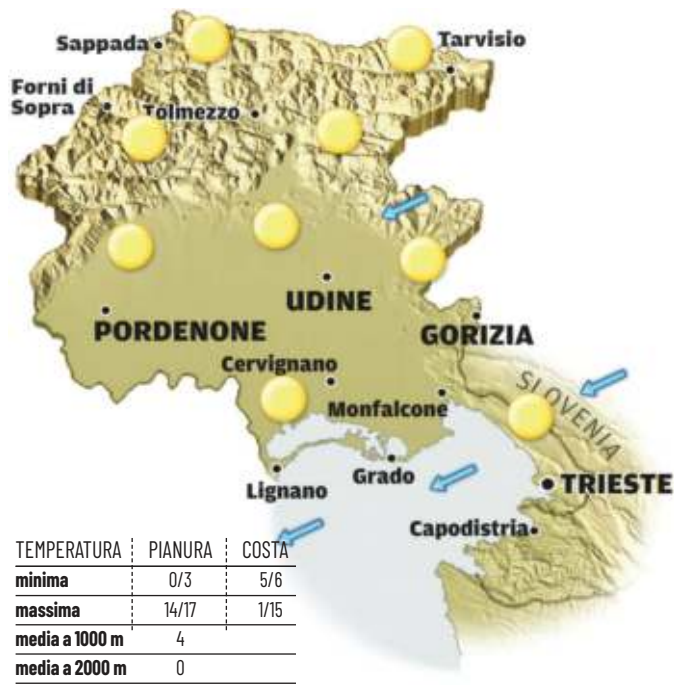 Sappada
Tarvisio
Forni di
Sopra
Tolmezzo
UDINE
PORDENONE
GORIZIA
Cervignano
SLOVENIA
Monfalcone
Grado
Lignano
TRIESTE
Capodistria
TEMPERATURA PIANURA COSTA
minima 0/3 5/6
massima 14/17 1/15
media a 1000 m 4
media a 2000 m 0